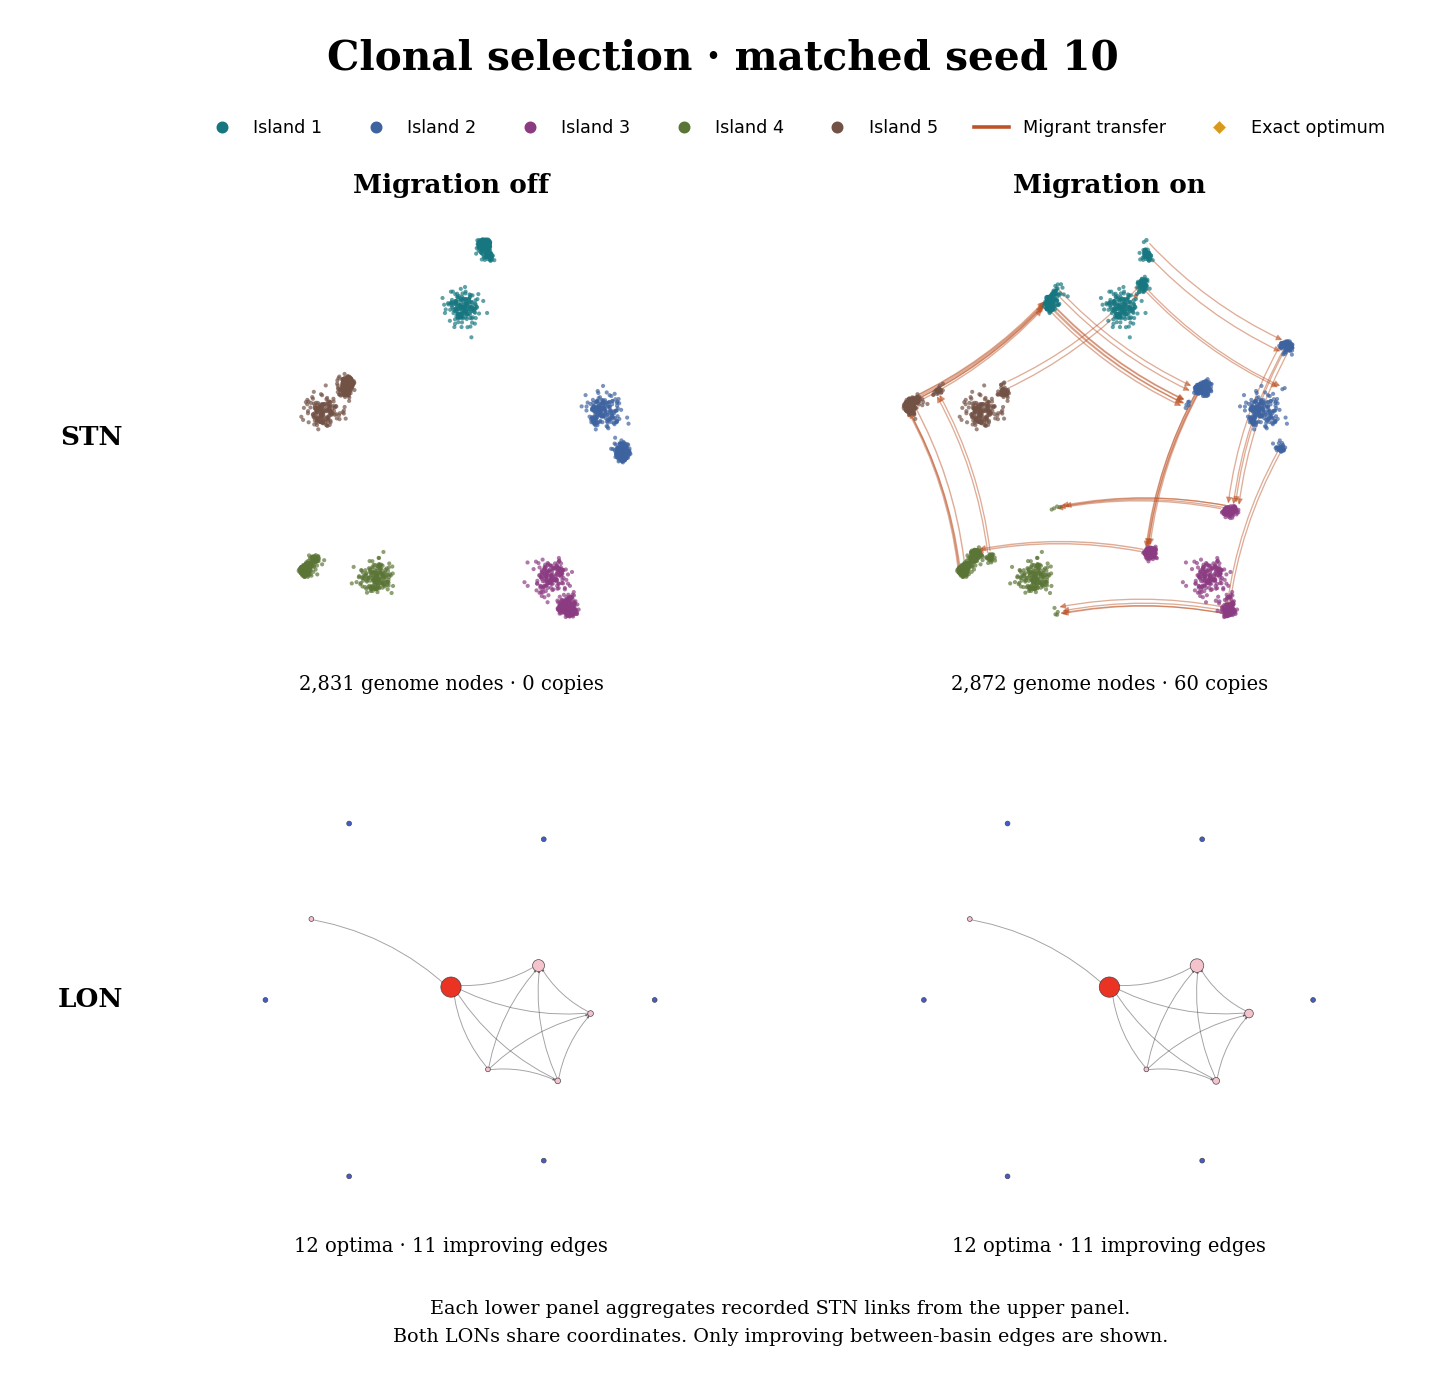 Clonal selection · matched seed 10
Island 1 Island 2 Island 3 Island 4 Island 5 Migrant transfer Exact optimum
Migration off Migration on
STN
2,831 genome nodes · 0 copies 2,872 genome nodes · 60 copies
LON
12 optima · 11 improving edges 12 optima · 11 improving edges
Each lower panel aggregates recorded STN links from the upper panel.
Both LONs share coordinates. Only improving between-basin edges are shown.